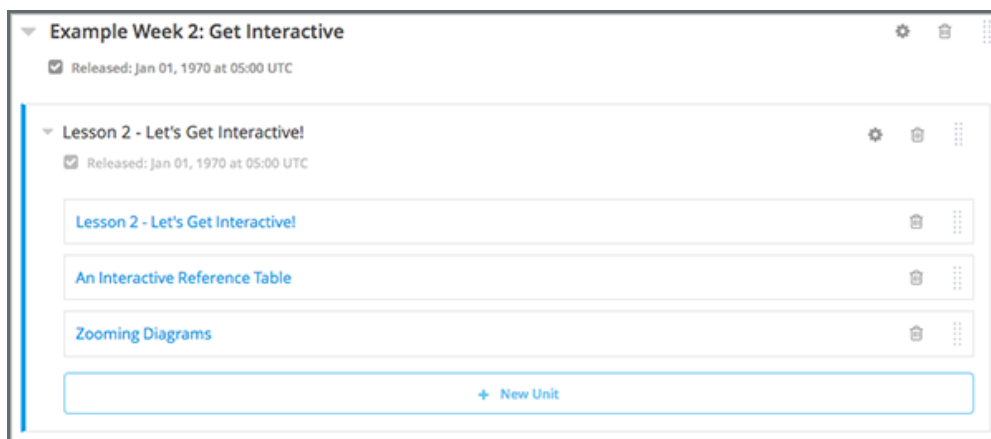 Example Week 2: Get Interactive
Released: Jan 01, 1970 at 05:00 UTC
Lesson 2 - Let's Get Interactive!
Released: Jan 01, 1970 at 05:00 UTC
Lesson 2 - Let's Get Interactive!
An Interactive Reference Table
Zooming Diagrams
+ New Unit